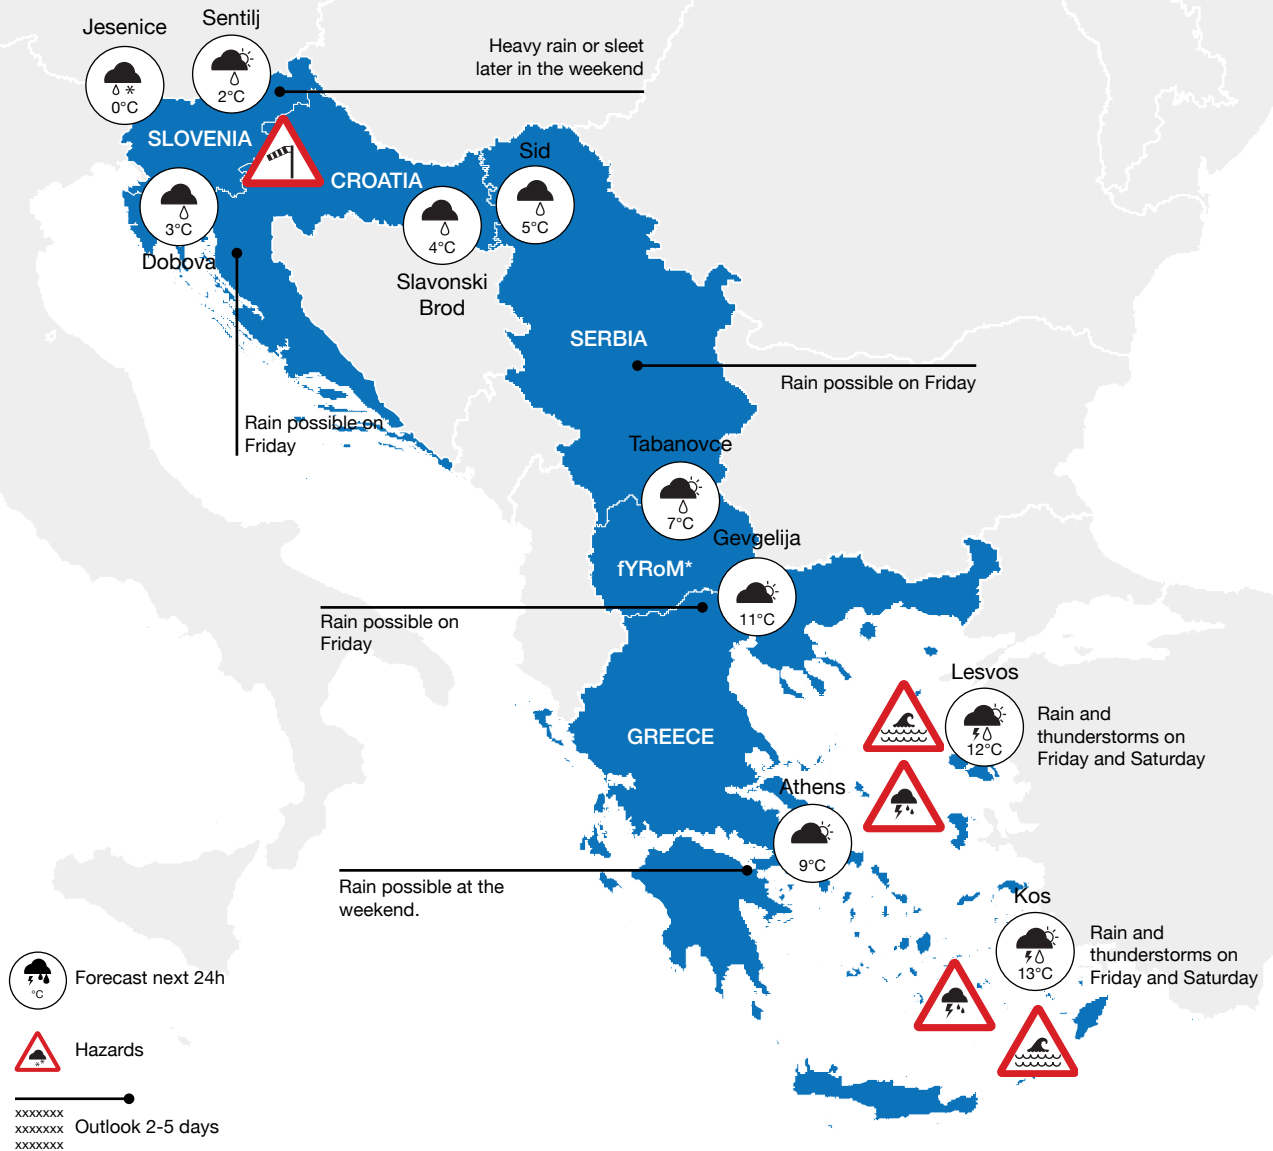 Jesenice
Sentilj
Heavy rain or sleet
later in the weekend
0°C
2°C
SLOVENIA
Sid
CROATIA
3°C
4°C
5°C
Dobova
Slavonski
Brod
SERBIA
Rain possible on Friday
Rain possible on
Friday
Tabanovce
7°C
Gevgelija
fYRoM*
11°C
Rain possible on
Friday
Lesvos
12°C
Rain and
thunderstorms on
Friday and Saturday
GREECE
Athens
9°C
Rain possible at the
weekend.
Kos
13°C
Rain and
thunderstorms on
Friday and Saturday
°C
Forecast next 24h
Hazards
xxxxxxx
xxxxxxx
xxxxxxx
Outlook 2-5 days